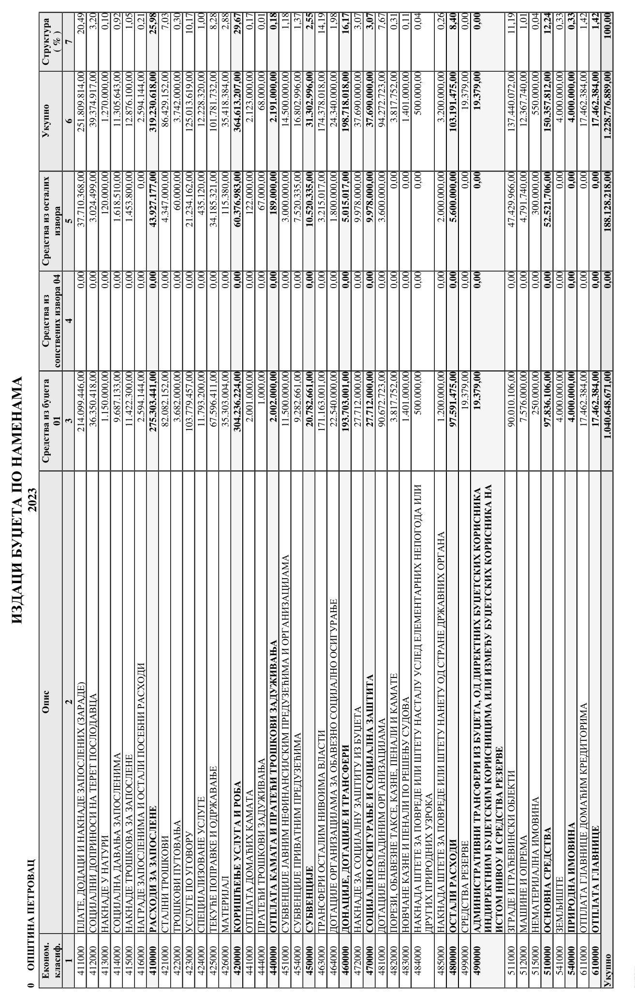 ИЗДАЦИ БУЏЕТА ПО НАМЕНАМА
0 ОПШТИНА ПЕТРОВАЦ 2023
Економ. класиф. Опис Средства из буџета 01 Средства из сопствених извора 04 Средства из осталих извора Укупно Структура ( % )
1 2 3 4 5 6 7
411000 ПЛАТЕ, ДОДАЦИ И НАКНАДЕ ЗАПОСЛЕНИХ (ЗАРАДЕ) 214.099.446,00 0,00 37.710.368,00 251.809.814,00 20,49
412000 СОЦИЈАЛНИ ДОПРИНОСИ НА ТЕРЕТ ПОСЛОДАВЦА 36.350.418,00 0,00 3.024.499,00 39.374.917,00 3,20
413000 НАКНАДЕ У НАТУРИ 1.150.000,00 0,00 120.000,00 1.270.000,00 0,10
414000 СОЦИЈАЛНА ДАВАЊА ЗАПОСЛЕНИМА 9.687.133,00 0,00 1.618.510,00 11.305.643,00 0,92
415000 НАКНАДЕ ТРОШКОВА ЗА ЗАПОСЛЕНЕ 11.422.300,00 0,00 1.453.800,00 12.876.100,00 1,05
416000 НАГРАДЕ ЗАПОСЛЕНИМА И ОСТАЛИ ПОСЕБНИ РАСХОДИ 2.594.144,00 0,00 0,00 2.594.144,00 0,21
410000 РАСХОДИ ЗА ЗАПОСЛЕНЕ 275.303.441,00 0,00 43.927.177,00 319.230.618,00 25,98
421000 СТАЛНИ ТРОШКОВИ 82.082.152,00 0,00 4.347.000,00 86.429.152,00 7,03
422000 ТРОШКОВИ ПУТОВАЊА 3.682.000,00 0,00 60.000,00 3.742.000,00 0,30
423000 УСЛУГЕ ПО УГОВОРУ 103.779.457,00 0,00 21.234.162,00 125.013.619,00 10,17
424000 СПЕЦИЈАЛИЗОВАНЕ УСЛУГЕ 11.793.200,00 0,00 435.120,00 12.228.320,00 1,00
425000 ТЕКУЋЕ ПОПРАВКЕ И ОДРЖАВАЊЕ 67.596.411,00 0,00 34.185.321,00 101.781.732,00 8,28
426000 МАТЕРИЈАЛ 35.303.004,00 0,00 115.380,00 35.418.384,00 2,88
420000 КОРИШЋЕЊЕ УСЛУГА И РОБА 304.236.224,00 0,00 60.376.983,00 364.613.207,00 29,67
441000 ОТПЛАТА ДОМАЋИХ КАМАТА 2.001.000,00 0,00 122.000,00 2.123.000,00 0,17
444000 ПРАТЕЋИ ТРОШКОВИ ЗАДУЖИВАЊА 1.000,00 0,00 67.000,00 68.000,00 0,01
440000 ОТПЛАТА КАМАТА И ПРАТЕЋИ ТРОШКОВИ ЗАДУЖИВАЊА 2.002.000,00 0,00 189.000,00 2.191.000,00 0,18
451000 СУБВЕНЦИЈЕ ЈАВНИМ НЕФИНАНСИЈСКИМ ПРЕДУЗЕЋИМА И ОРГАНИЗАЦИЈАМА 11.500.000,00 0,00 3.000.000,00 14.500.000,00 1,18
454000 СУБВЕНЦИЈЕ ПРИВАТНИМ ПРЕДУЗЕЋИМА 9.282.661,00 0,00 7.520.335,00 16.802.996,00 1,37
450000 СУБВЕНЦИЈЕ 20.782.661,00 0,00 10.520.335,00 31.302.996,00 2,55
463000 ТРАНСФЕРИ ОСТАЛИМ НИВОИМА ВЛАСТИ 171.163.001,00 0,00 3.215.017,00 174.378.018,00 14,19
464000 ДОТАЦИЈЕ ОРГАНИЗАЦИЈАМА ЗА ОБАВЕЗНО СОЦИЈАЛНО ОСИГУРАЊЕ 22.540.000,00 0,00 1.800.000,00 24.340.000,00 1,98
460000 ДОНАЦИЈЕ, ДОТАЦИЈЕ И ТРАНСФЕРИ 193.703.001,00 0,00 5.015.017,00 198.718.018,00 16,17
472000 НАКНАДЕ ЗА СОЦИЈАЛНУ ЗАШТИТУ ИЗ БУЏЕТА 27.712.000,00 0,00 9.978.000,00 37.690.000,00 3,07
470000 СОЦИЈАЛНО ОСИГУРАЊЕ И СОЦИЈАЛНА ЗАШТИТА 27.712.000,00 0,00 9.978.000,00 37.690.000,00 3,07
481000 ДОТАЦИЈЕ НЕВЛАДИНИМ ОРГАНИЗАЦИЈАМА 90.672.723,00 0,00 3.600.000,00 94.272.723,00 7,67
482000 ПОРЕЗИ, ОБАВЕЗНЕ ТАКСЕ, КАЗНЕ, ПЕНАЛИ И КАМАТЕ 3.817.752,00 0,00 0,00 3.817.752,00 0,31
483000 НОВЧАНЕ КАЗНЕ И ПЕНАЛИ ПО РЕШЕЊУ СУДОВА 1.401.000,00 0,00 0,00 1.401.000,00 0,11
484000 НАКНАДА ШТЕТЕ ЗА ПОВРЕДЕ ИЛИ ШТЕТУ НАСТАЛУ УСЛЕД ЕЛЕМЕНТАРНИХ НЕПОГОДА ИЛИ 500.000,00 0,00 0,00 500.000,00 0,04
ДРУГИХ ПРИРОДНИХ УЗРОКА
485000 НАКНАДА ШТЕТЕ ЗА ПОВРЕДЕ ИЛИ ШТЕТУ НАНЕТУ ОД СТРАНЕ ДРЖАВНИХ ОРГАНА 1.200.000,00 0,00 2.000.000,00 3.200.000,00 0,26
480000 ОСТАЛИ РАСХОДИ 97.591.475,00 0,00 5.600.000,00 103.191.475,00 8,40
499000 СРЕДСТВА РЕЗЕРВЕ 19.379,00 0,00 0,00 19.379,00 0,00
490000 АДМИНИСТРАТИВНИ ТРАНСФЕРИ ИЗ БУЏЕТА, ОД ДИРЕКТНИХ БУЏЕТСКИХ КОРИСНИКА 19.379,00 0,00 0,00 19.379,00 0,00
ИНДИРЕКТНИМ БУЏЕТСКИМ КОРИСНИЦИМА ИЛИ ИЗМЕЂУ БУЏЕТСКИХ КОРИСНИКА НА
ИСТОМ НИВОУ И СРЕДСТВА РЕЗЕРВЕ
511000 ЗГРАДЕ И ГРАЂЕВИНСКИ ОБЈЕКТИ 90.010.106,00 0,00 47.429.966,00 137.440.072,00 11,19
512000 МАШИНЕ И ОПРЕМА 7.576.000,00 0,00 4.791.740,00 12.367.740,00 1,01
515000 НЕМАТЕРИЈАЛНА ИМОВИНА 250.000,00 0,00 300.000,00 550.000,00 0,04
510000 ОСНОВНА СРЕДСТВА 97.836.106,00 0,00 52.521.706,00 150.357.812,00 12,24
541000 ЗЕМЉИШТЕ 4.000.000,00 0,00 0,00 4.000.000,00 0,33
540000 ПРИРОДНА ИМОВИНА 4.000.000,00 0,00 0,00 4.000.000,00 0,33
611000 ОТПЛАТА ГЛАВНИЦЕ ДОМАЋИМ КРЕДИТОРИМА 17.462.384,00 0,00 0,00 17.462.384,00 1,42
610000 ОТПЛАТА ГЛАВНИЦЕ 17.462.384,00 0,00 0,00 17.462.384,00 1,42
Укупно 1.040.648.671,00 0,00 188.128.218,00 1.228.776.889,00 100,00